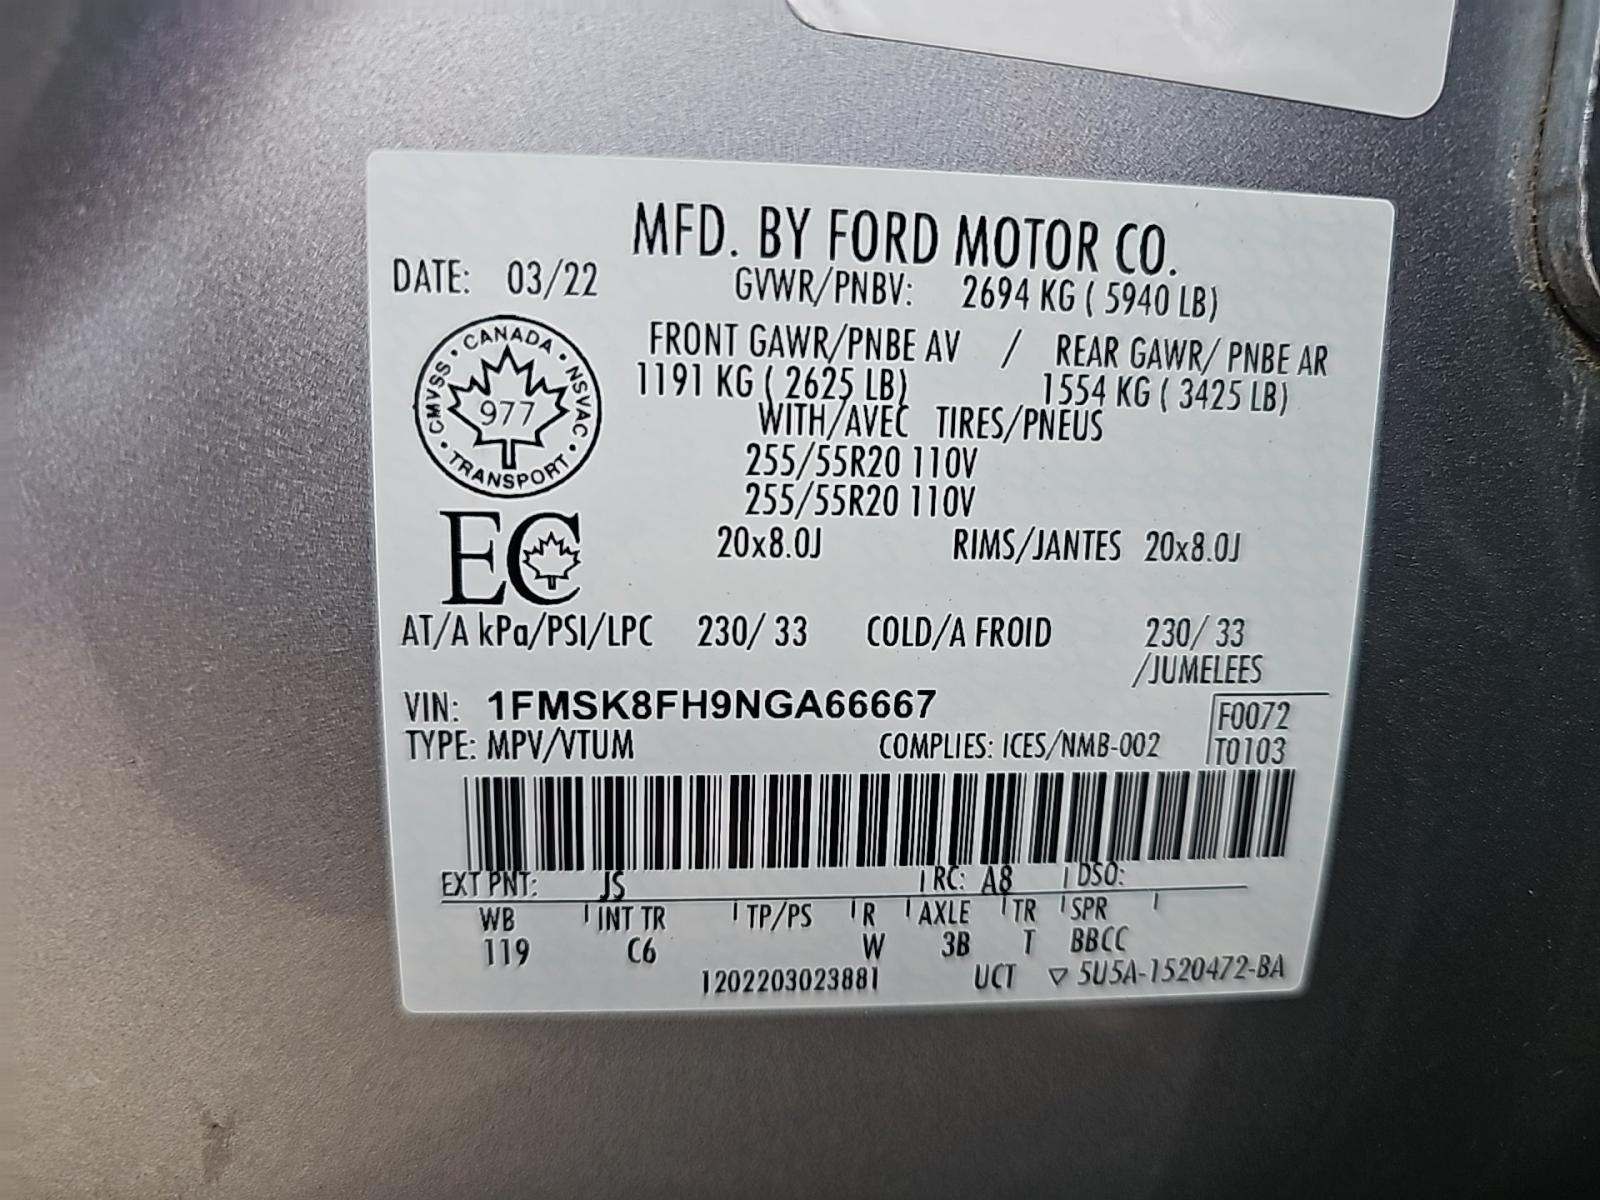 MFD. BY FORD MOTOR CO.
DATE: 03/22 GVWR/PNBV: 2694 KG ( 5940 LB)
FRONT GAWR/PNBE AV / REAR GAWR/ PNBE AR
1191 KG ( 2625 LB) 1554 KG ( 3425 LB)
WITH/AVEC TIRES/PNEUS
255/55R20 110V
255/55R20 110V
20x8.0J RIMS/JANTES 20x8.0J
CANADA • NSVAC • TRANSPORT • CMVSS •
977
EC
AT/A kPa/PSI/LPC 230/ 33 COLD/A FROID 230/ 33
/JUMELEES
VIN: 1FMSK8FH9NGA66667 F0072
TYPE: MPV/VTUM COMPLIES: ICES/NMB-002 T0103
EXT PNT: JS RC: A8 DSO:
WB INT TR TP/PS R AXLE TR SPR
119 C6 W 3B T BBCC
1202203023881 UCT ▽ 5U5A-1520472-BA